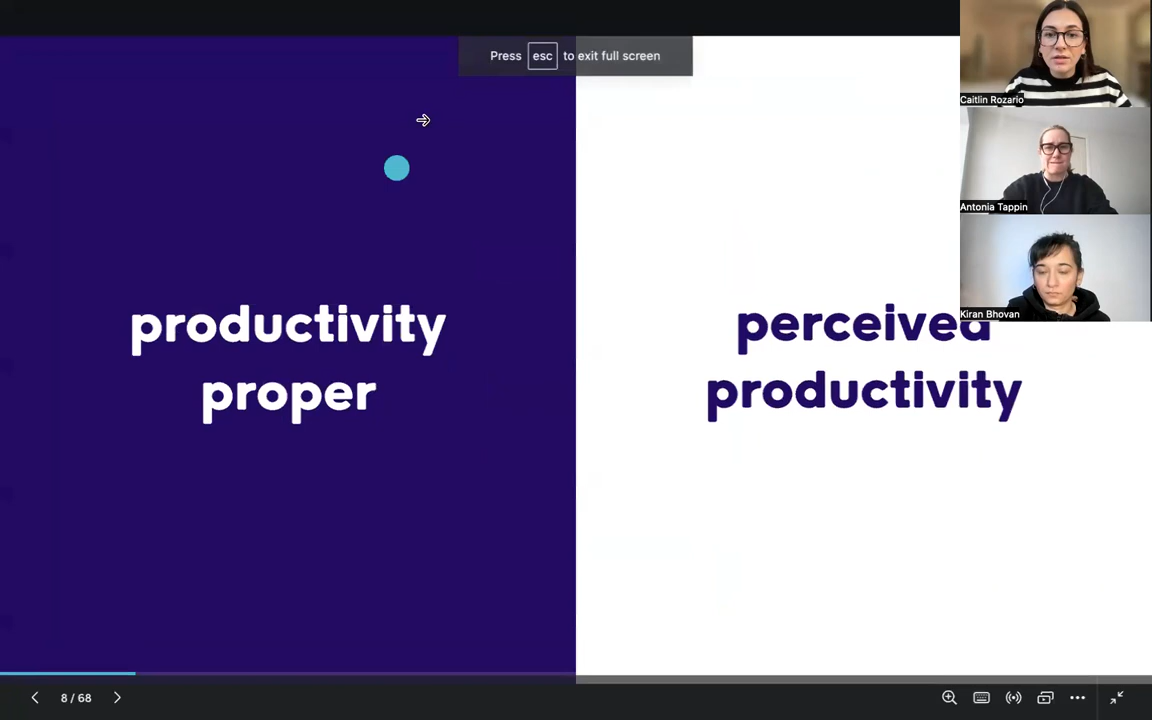 Press esc to exit full screen
Caitlin Rozario
Antonia Tappin
Kiran Bhovan
productivity
proper
perceived
productivity
8 / 68